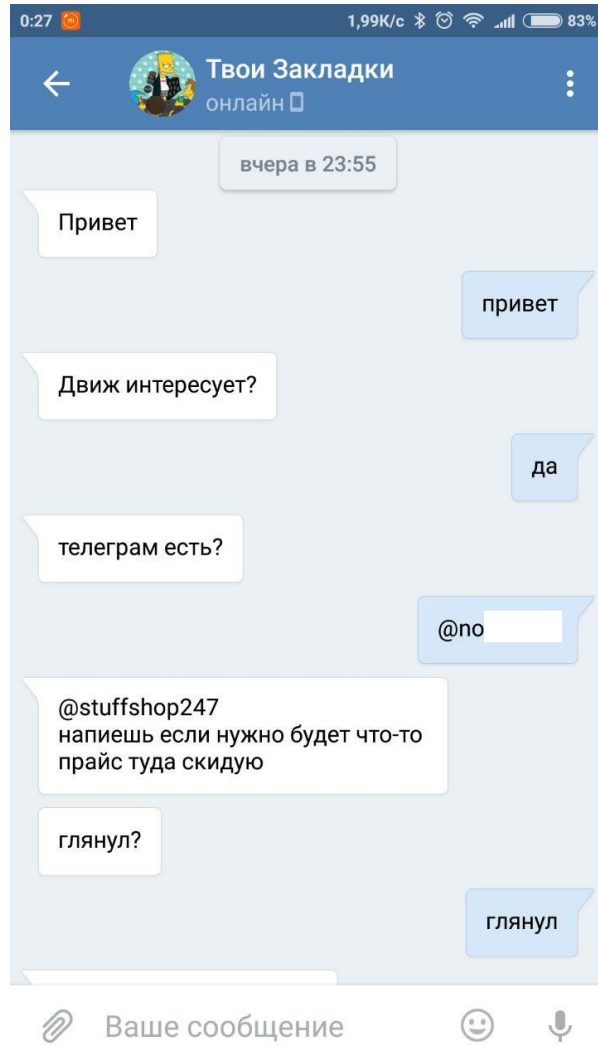 0:27
1,99K/c
83%
Твои Закладки
онлайн
вчера в 23:55
Привет
привет
Движ интересует?
да
телеграм есть?
@no
@stuffshop247
напиешь если нужно будет что-то
прайс туда скидую
глянул?
глянул
Ваше сообщение